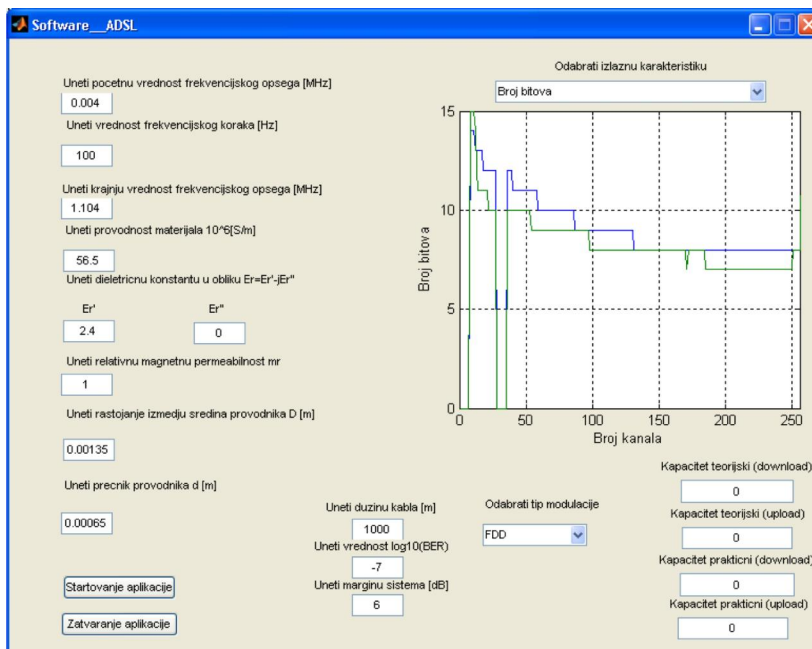 Software__ADSL
Uneti pocetnu vrednost frekvencijskog opsega [MHz]
0.004
Uneti vrednost frekvencijskog koraka [Hz]
100
Uneti krajnju vrednost frekvencijskog opsega [MHz]
1.104
Uneti provodnost materijala 10^6[S/m]
56.5
Uneti dieletricnu konstantu u obliku Er=Er'-jEr"
Er' Er"
2.4 0
Uneti relativnu magnetnu permeabilnost mr
1
Uneti rastojanje izmedju sredina provodnika D [m]
0.00135
Uneti precnik provodnika d [m]
0.00065
Startovanje aplikacije
Zatvaranje aplikacije
Uneti duzinu kabla [m]
1000
Uneti vrednost log10(BER)
-7
Uneti marginu sistema [dB]
6
Odabrati izlaznu karakteristiku
Broj bitova
15
10
5
0
Broj bitova
0 50 100 150 200 250
Broj kanala
Odabrati tip modulacije
FDD
Kapacitet teorijski (download)
0
Kapacitet teorijski (upload)
0
Kapacitet prakticni (download)
0
Kapacitet prakticni (upload)
0